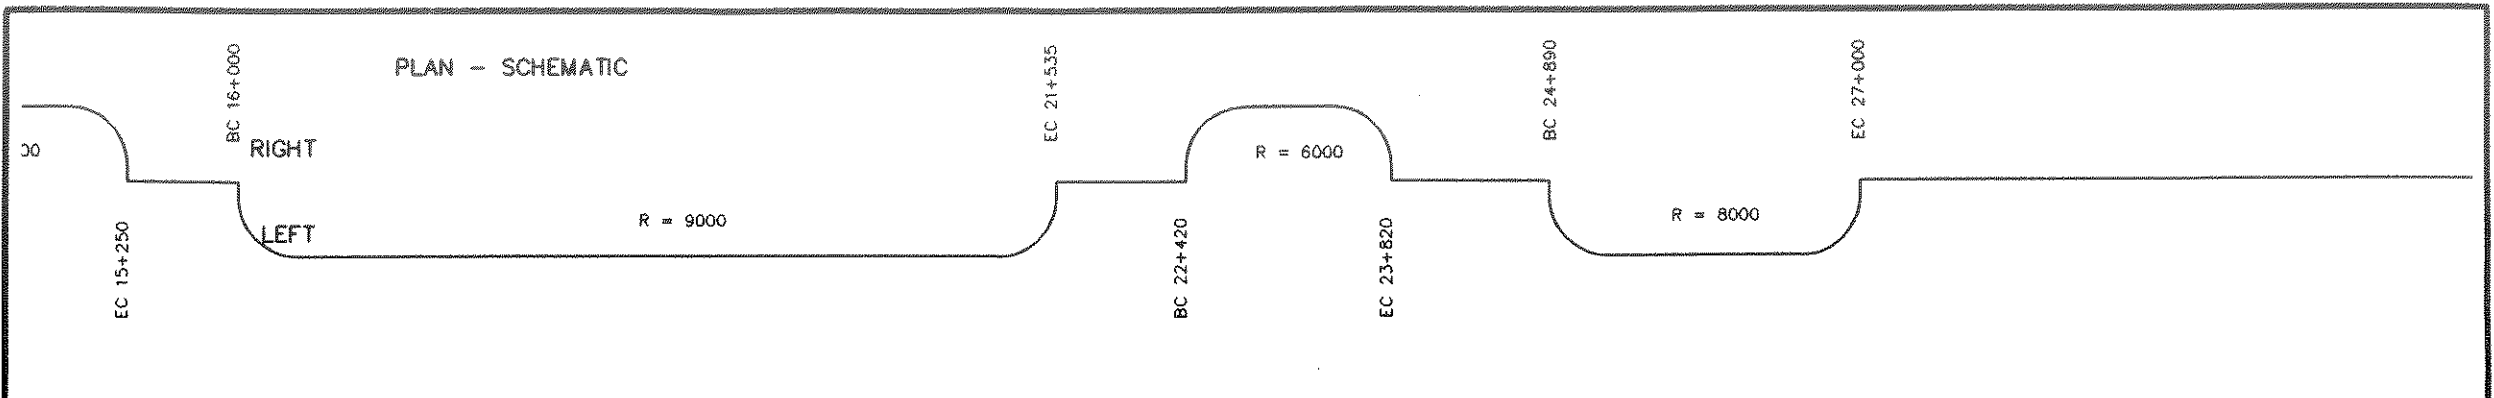 PLAN - SCHEMATIC
BC 16+000
EC 21+535
BC 24+890
EC 27+000
00
RIGHT
R = 6000
R = 9000
R = 8000
LEFT
EC 15+250
BC 22+420
EC 23+820